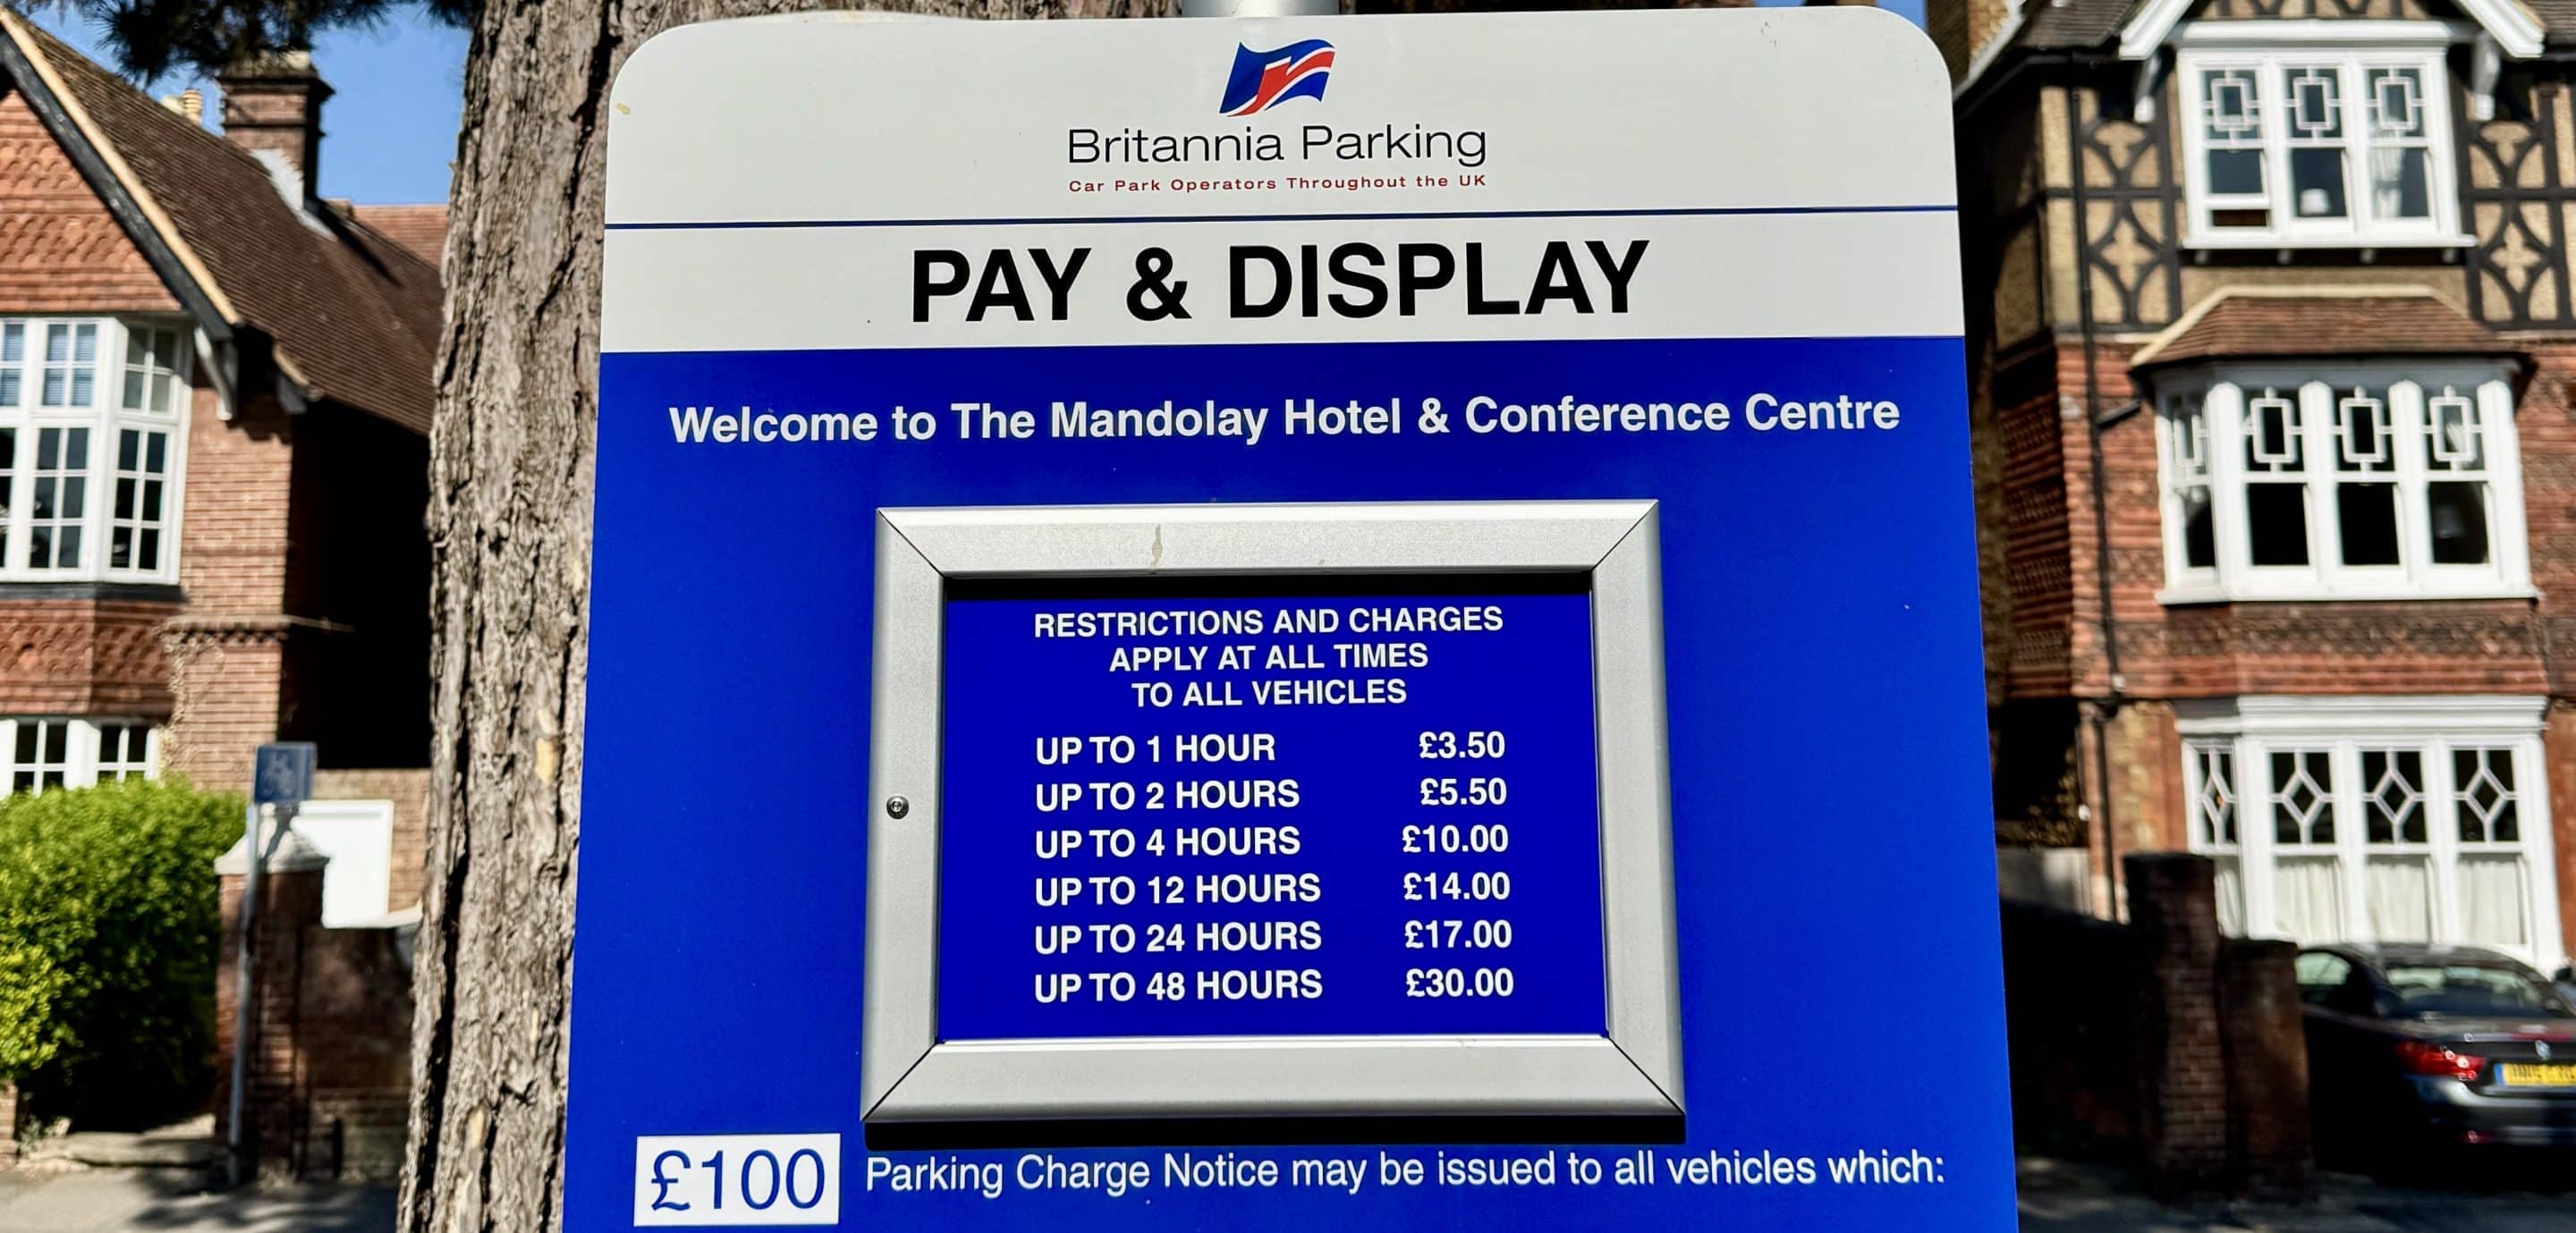 Britannia Parking
Car Park Operators Throughout the UK
PAY & DISPLAY
Welcome to The Mandolay Hotel & Conference Centre
RESTRICTIONS AND CHARGES
APPLY AT ALL TIMES
TO ALL VEHICLES
UP TO 1 HOUR £3.50
UP TO 2 HOURS £5.50
UP TO 4 HOURS £10.00
UP TO 12 HOURS £14.00
UP TO 24 HOURS £17.00
UP TO 48 HOURS £30.00
£100 Parking Charge Notice may be issued to all vehicles which: